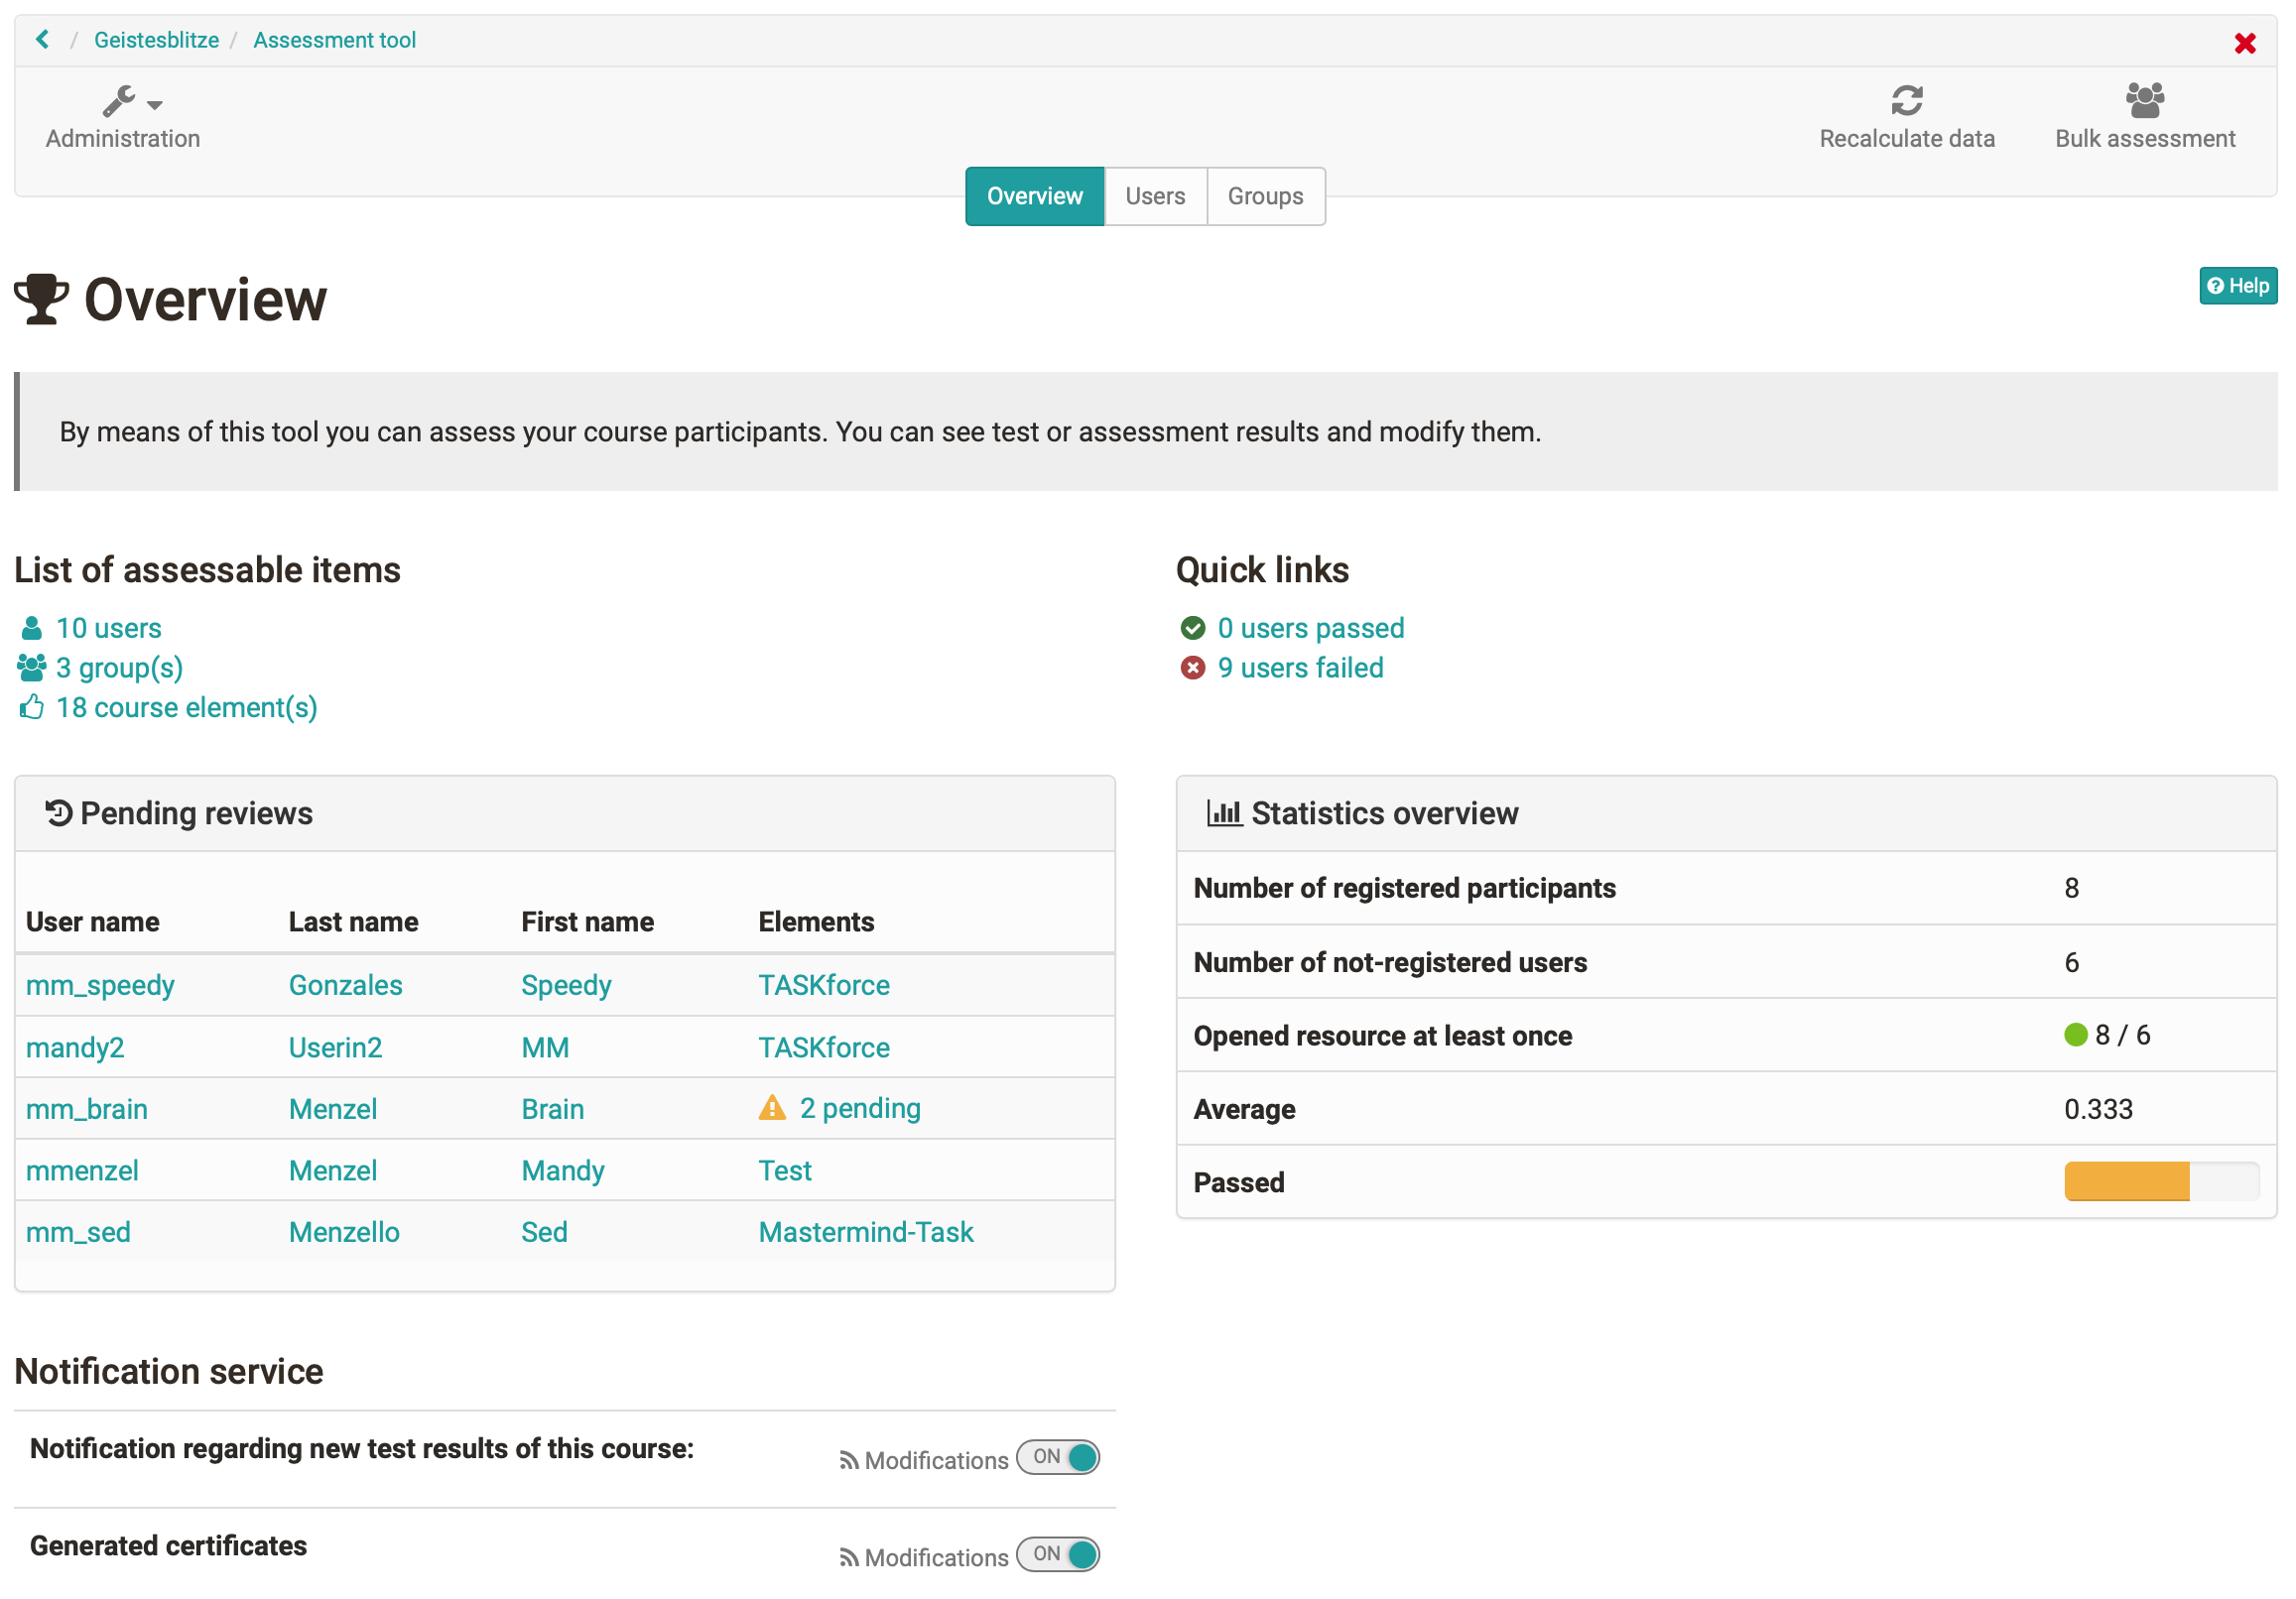 / Geistesblitze / Assessment tool
Administration
Recalculate data
Bulk assessment
Overview Users Groups
Overview
Help
By means of this tool you can assess your course participants. You can see test or assessment results and modify them.
List of assessable items
10 users
3 group(s)
18 course element(s)
Quick links
0 users passed
9 users failed
Pending reviews
User name Last name First name Elements
mm_speedy Gonzales Speedy TASKforce
mandy2 Userin2 MM TASKforce
mm_brain Menzel Brain 2 pending
mmenzel Menzel Mandy Test
mm_sed Menzello Sed Mastermind-Task
Statistics overview
Number of registered participants 8
Number of not-registered users 6
Opened resource at least once 8 / 6
Average 0.333
Passed
Notification service
Notification regarding new test results of this course: Modifications ON
Generated certificates Modifications ON